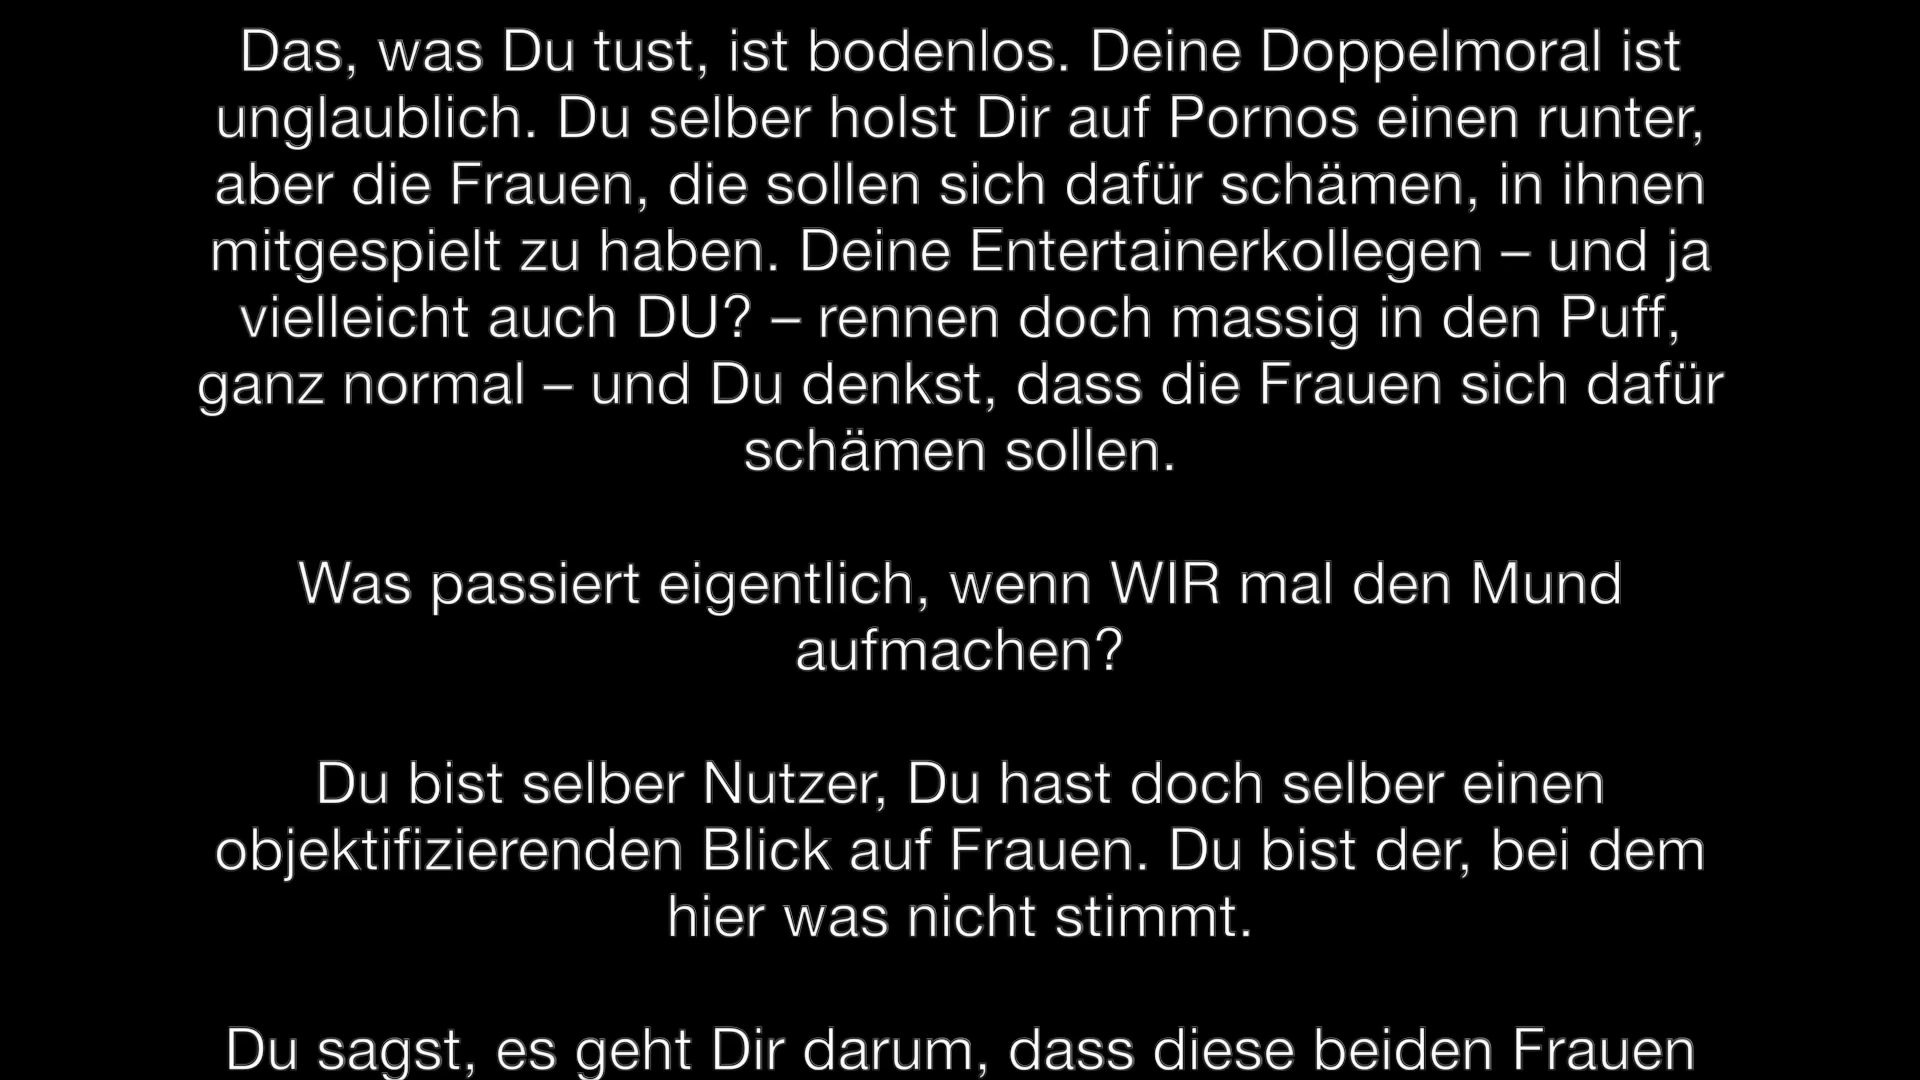 Das, was Du tust, ist bodenlos. Deine Doppelmoral ist
unglaublich. Du selber holst Dir auf Pornos einen runter,
aber die Frauen, die sollen sich dafür schämen, in ihnen
mitgespielt zu haben. Deine Entertainerkollegen – und ja
vielleicht auch DU? – rennen doch massig in den Puff,
ganz normal – und Du denkst, dass die Frauen sich dafür
schämen sollen.
Was passiert eigentlich, wenn WIR mal den Mund
aufmachen?
Du bist selber Nutzer, Du hast doch selber einen
objektifizierenden Blick auf Frauen. Du bist der, bei dem
hier was nicht stimmt.
Du sagst, es geht Dir darum, dass diese beiden Frauen